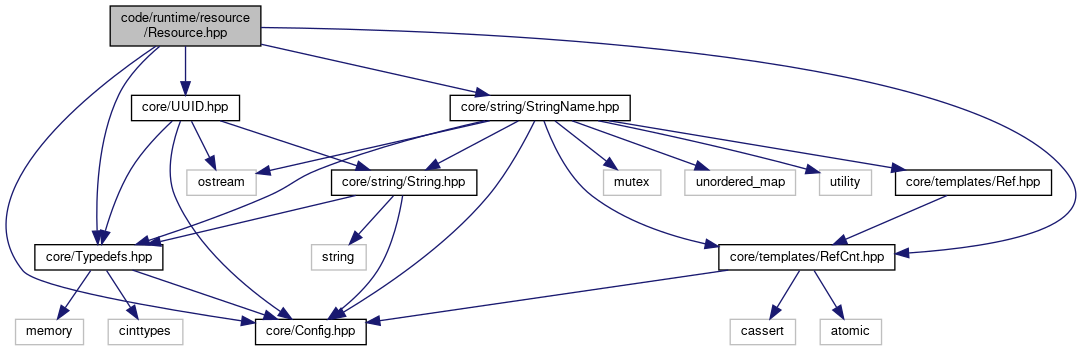 code/runtime/resource
/Resource.hpp
core/UUID.hpp
core/string/StringName.hpp
ostream
core/string/String.hpp
mutex
unordered_map
utility
core/templates/Ref.hpp
core/Typedefs.hpp
string
core/templates/RefCnt.hpp
memory
cinttypes
core/Config.hpp
cassert
atomic